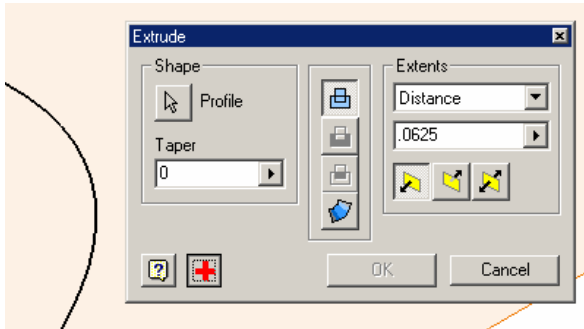 Extrude
Shape
Profile
Taper
0
Extents
Distance
.0625
OK
Cancel